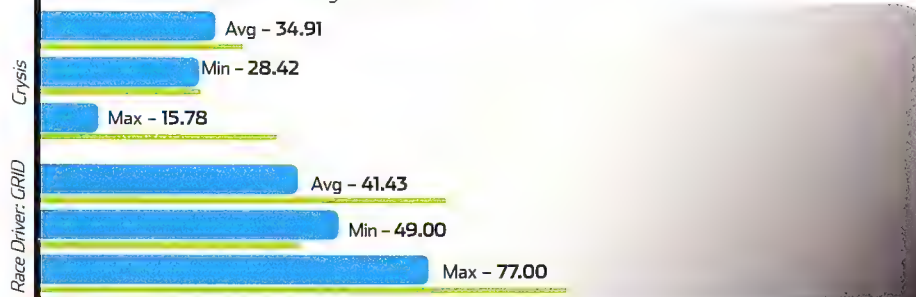 Crysis
Avg – 34.91
Min – 28.42
Max – 15.78
Race Driver: GRID
Avg – 41.43
Min – 49.00
Max – 77.00